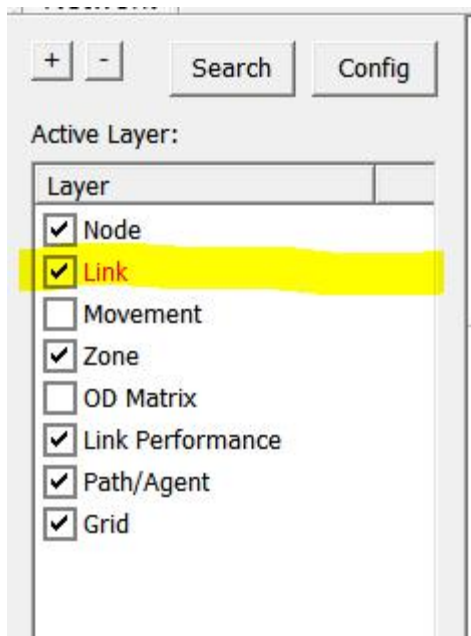 + - Search Config
Active Layer:
Layer
Node
Link
Movement
Zone
OD Matrix
Link Performance
Path/Agent
Grid